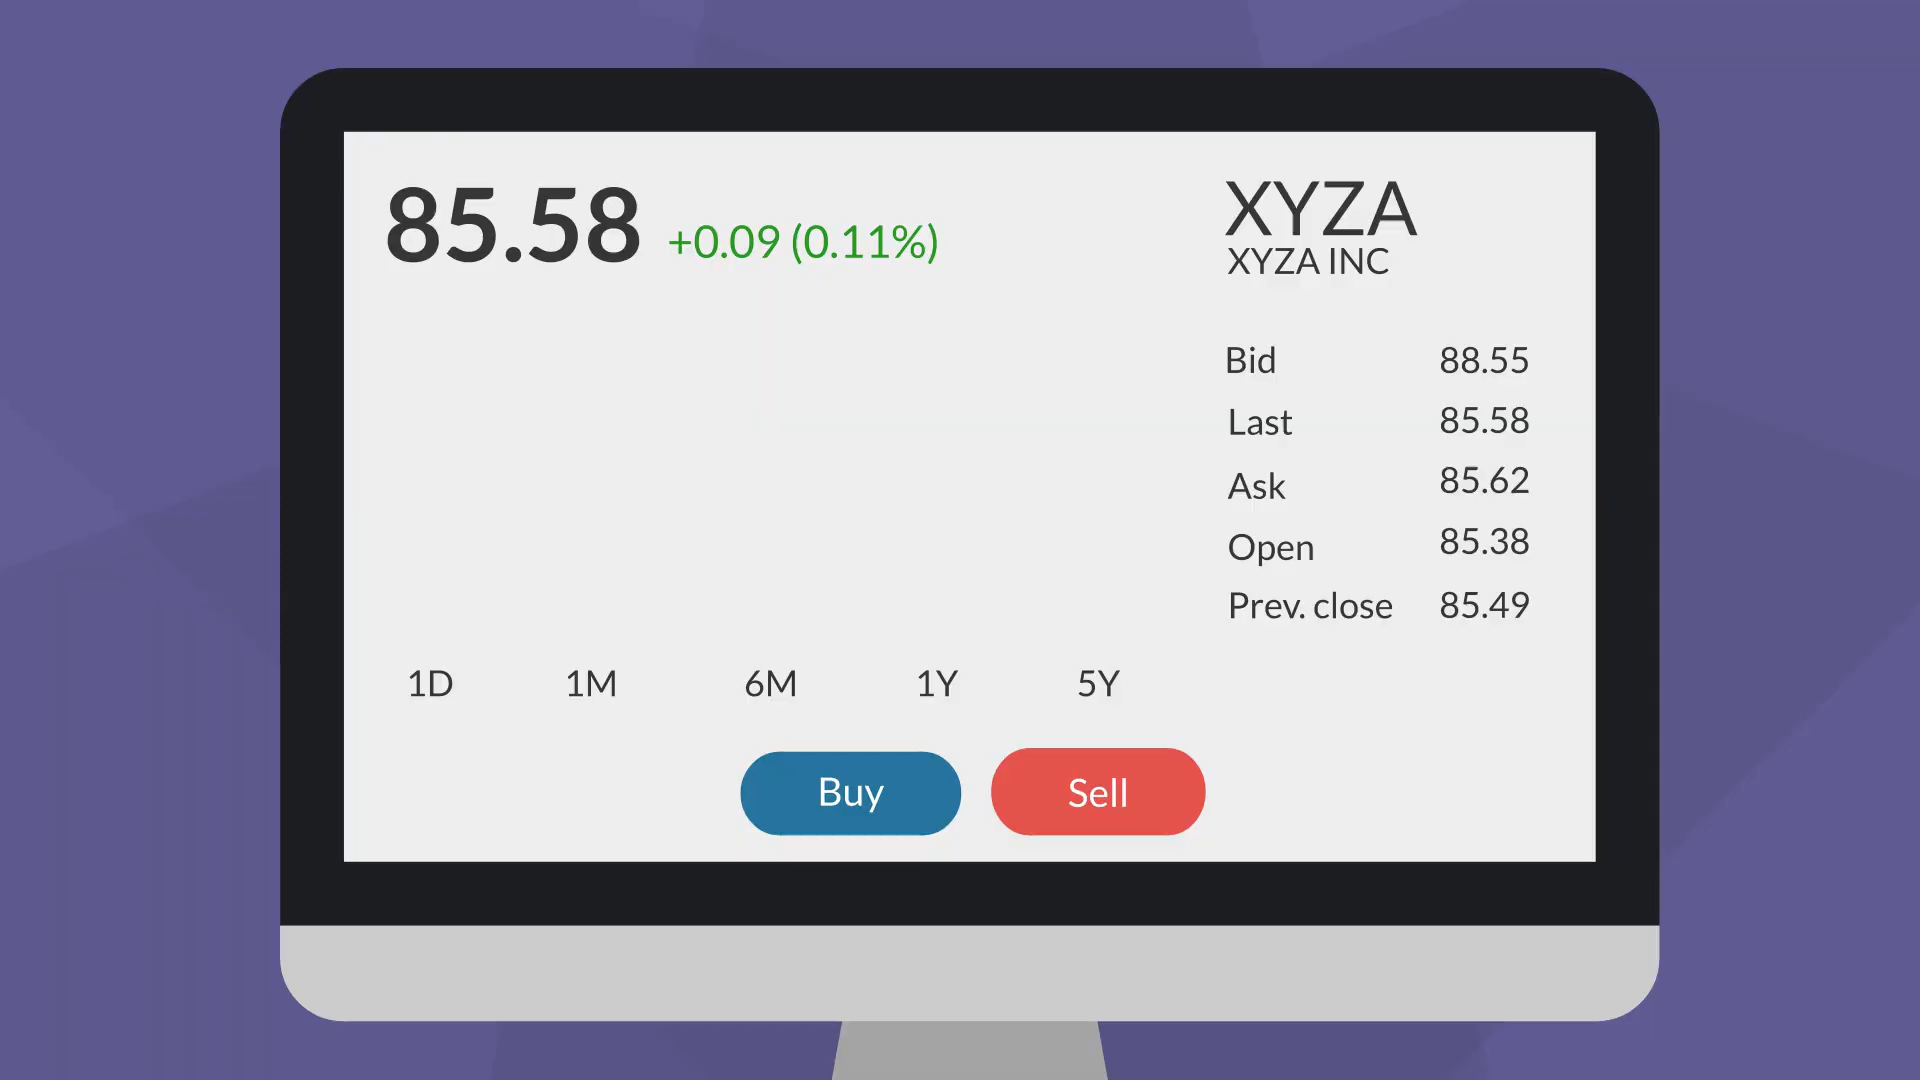 85.58 +0.09 (0.11%)
XYZA
XYZA INC
Bid 88.55
Last 85.58
Ask 85.62
Open 85.38
Prev. close 85.49
1D 1M 6M 1Y 5Y
Buy Sell